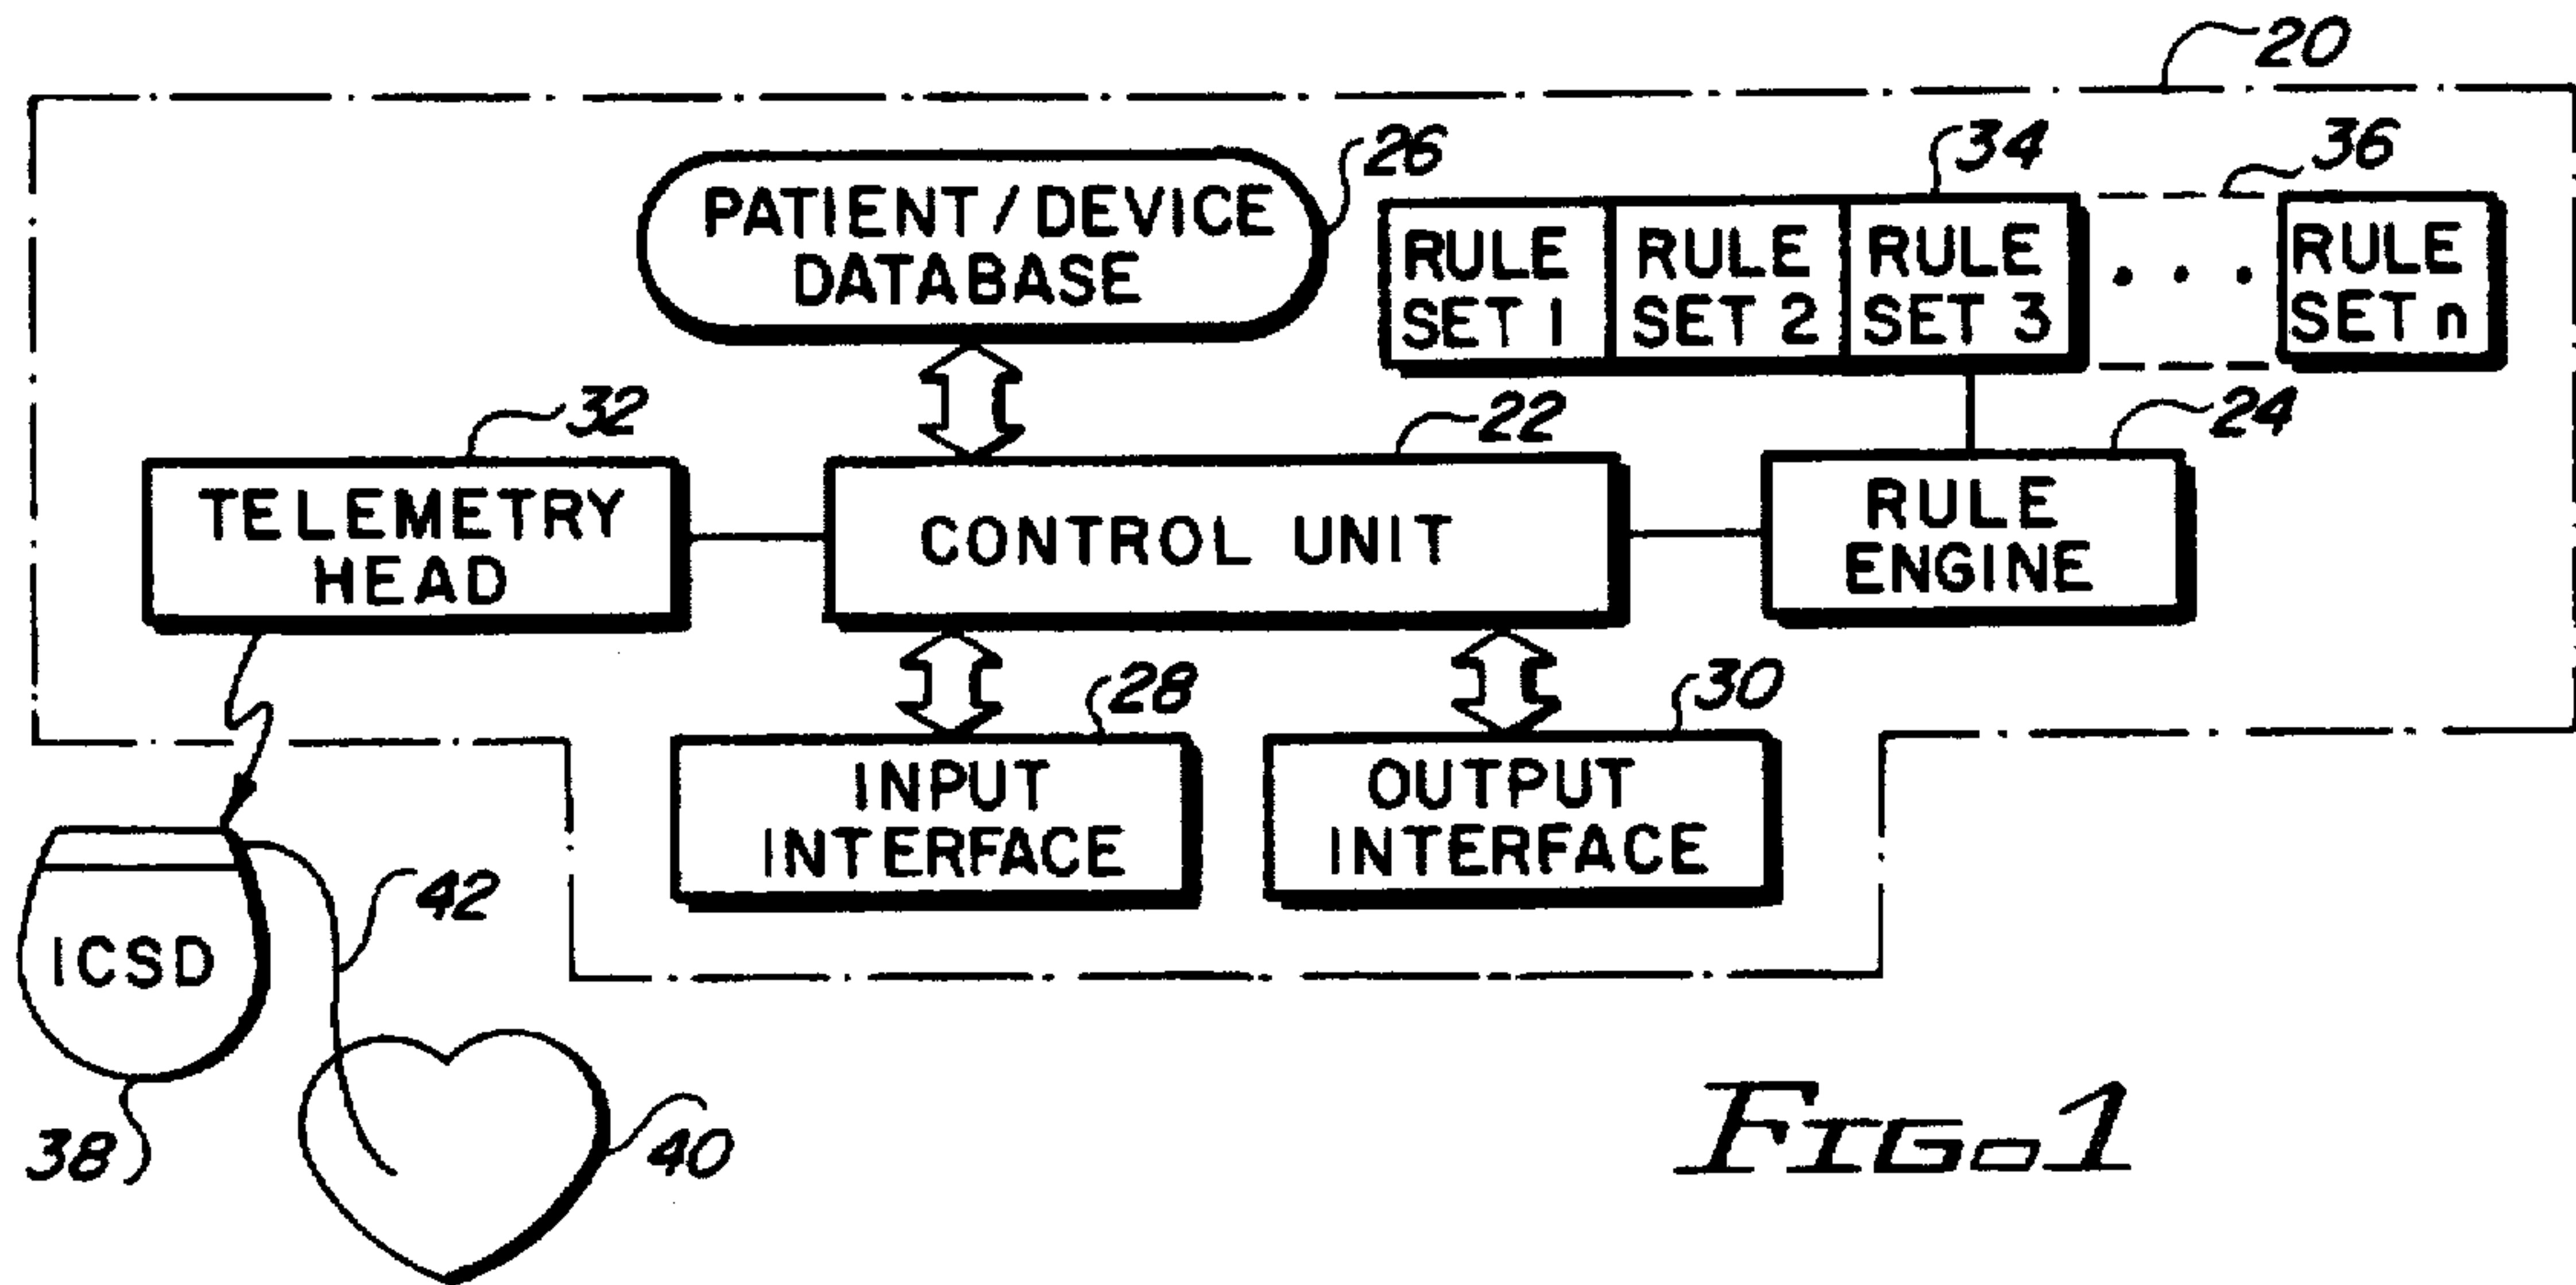 20
26
34
36
PATIENT / DEVICE
DATABASE
RULE
SET 1
RULE
SET 2
RULE
SET 3
. . .
RULE
SET n
32
22
24
TELEMETRY
HEAD
CONTROL UNIT
RULE
ENGINE
28
30
INPUT
INTERFACE
OUTPUT
INTERFACE
42
ICSD
38
40
FIG. 1